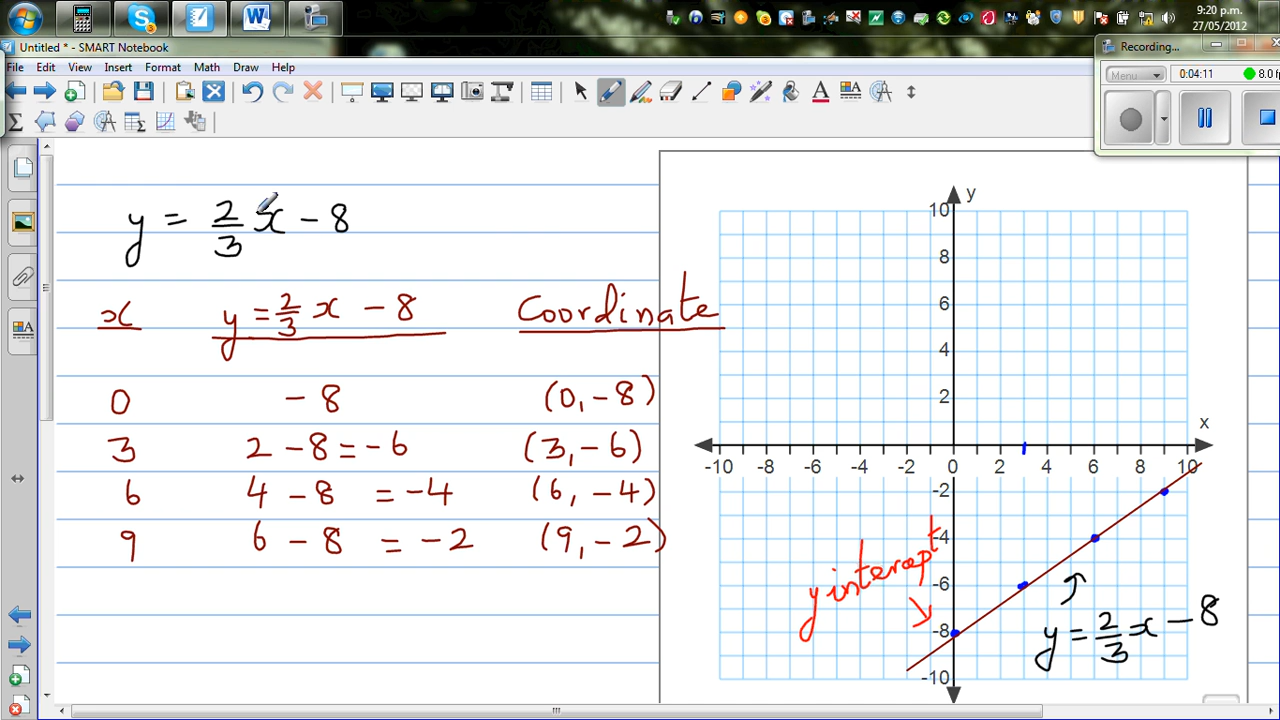 9:20 p.m.
27/05/2012
Untitled * - SMART Notebook
Recording...
File Edit View Insert Format Math Draw Help
Menu
0:04:11
8.0 f
y = 2/3 x - 8
x y = 2/3 x - 8 Coordinate
0 - 8 (0, -8)
3 2 - 8 = -6 (3, -6)
6 4 - 8 = -4 (6, -4)
9 6 - 8 = -2 (9, -2)
y
10
8
6
4
2
x
-10 -8 -6 -4 -2 0 2 4 6 8 10
-2
-4
-6
-8
-10
y intercept
y = 2/3 x - 8